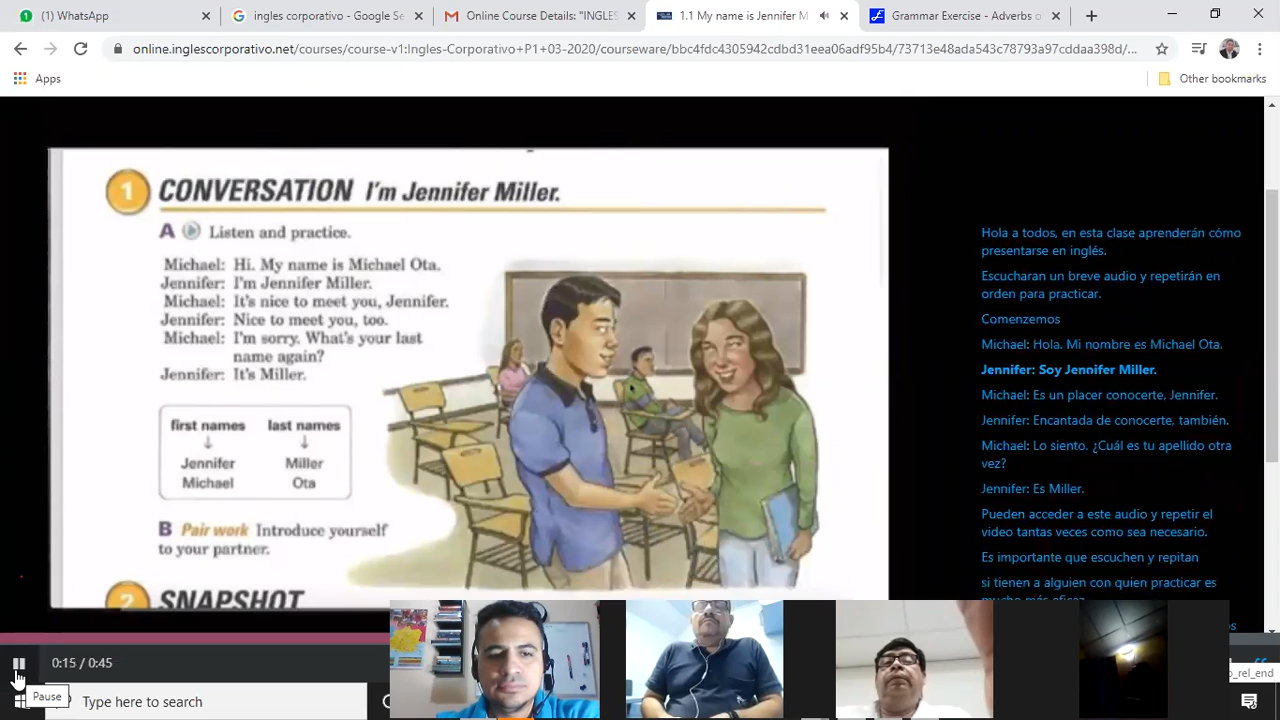 (1) WhatsApp
ingles corporativo - Google S
Online Course Details: "INGLES
1.1 My name is Jennifer M
Grammar Exercise - Adverbs o
online.inglescorporativo.net/courses/course-v1:Ingles-Corporativo+P1+03-2020/courseware/bbc4fdc4305942cdbd31eea06adf95b4/73713e48ada543c78793a97cddaa398d/...
Apps
Other bookmarks
1 CONVERSATION I'm Jennifer Miller.
A Listen and practice.
Michael: Hi. My name is Michael Ota.
Jennifer: I'm Jennifer Miller.
Michael: It's nice to meet you, Jennifer.
Jennifer: Nice to meet you, too.
Michael: I'm sorry. What's your last
name again?
Jennifer: It's Miller.
first names last names
Jennifer Miller
Michael Ota
B Pair work Introduce yourself
to your partner.
2 SNAPSHOT
Hola a todos, en esta clase aprenderán cómo
presentarse en inglés.
Escucharan un breve audio y repetirán en
orden para practicar.
Comenzemos
Michael: Hola. Mi nombre es Michael Ota.
Jennifer: Soy Jennifer Miller.
Michael: Es un placer conocerte, Jennifer.
Jennifer: Encantada de conocerte, también.
Michael: Lo siento. ¿Cuál es tu apellido otra
vez?
Jennifer: Es Miller.
Pueden acceder a este audio y repetir el
video tantas veces como sea necesario.
Es importante que escuchen y repitan
si tienen a alguien con quien practicar es
mucho más eficaz
os
0:15 / 0:45
Pause
Type here to search
o_rel_end